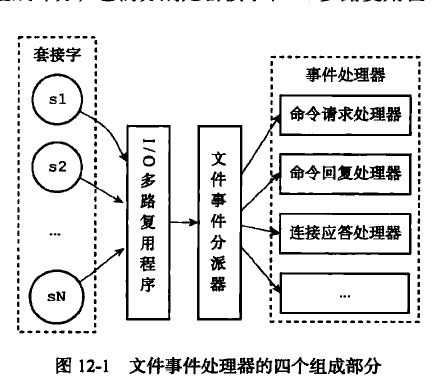 套接字
s1
s2
...
sN
I/O多路复用程序
文件事件分派器
事件处理器
命令请求处理器
命令回复处理器
连接应答处理器
...
图 12-1 文件事件处理器的四个组成部分